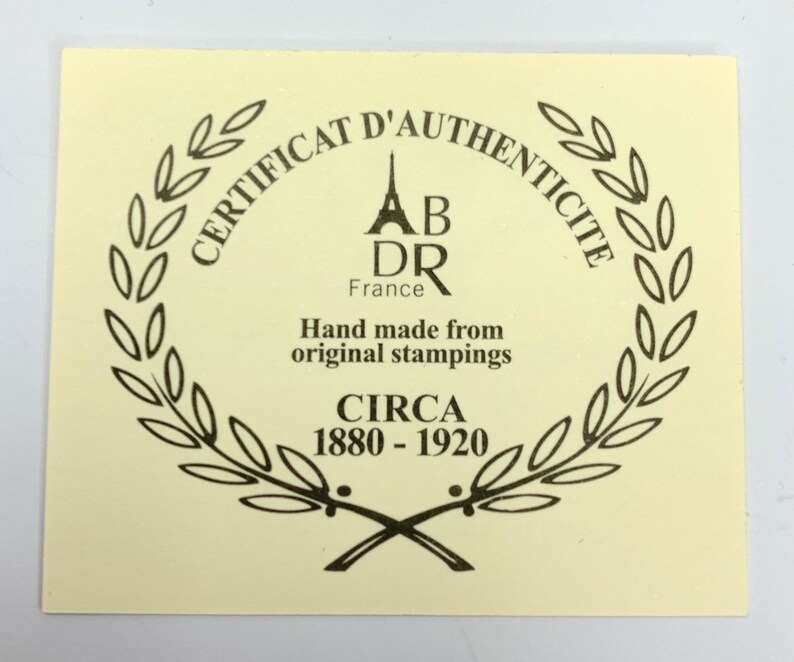 CERTIFICAT D'AUTHENTICITE
AB
DR
France
Hand made from
original stampings
CIRCA
1880 - 1920